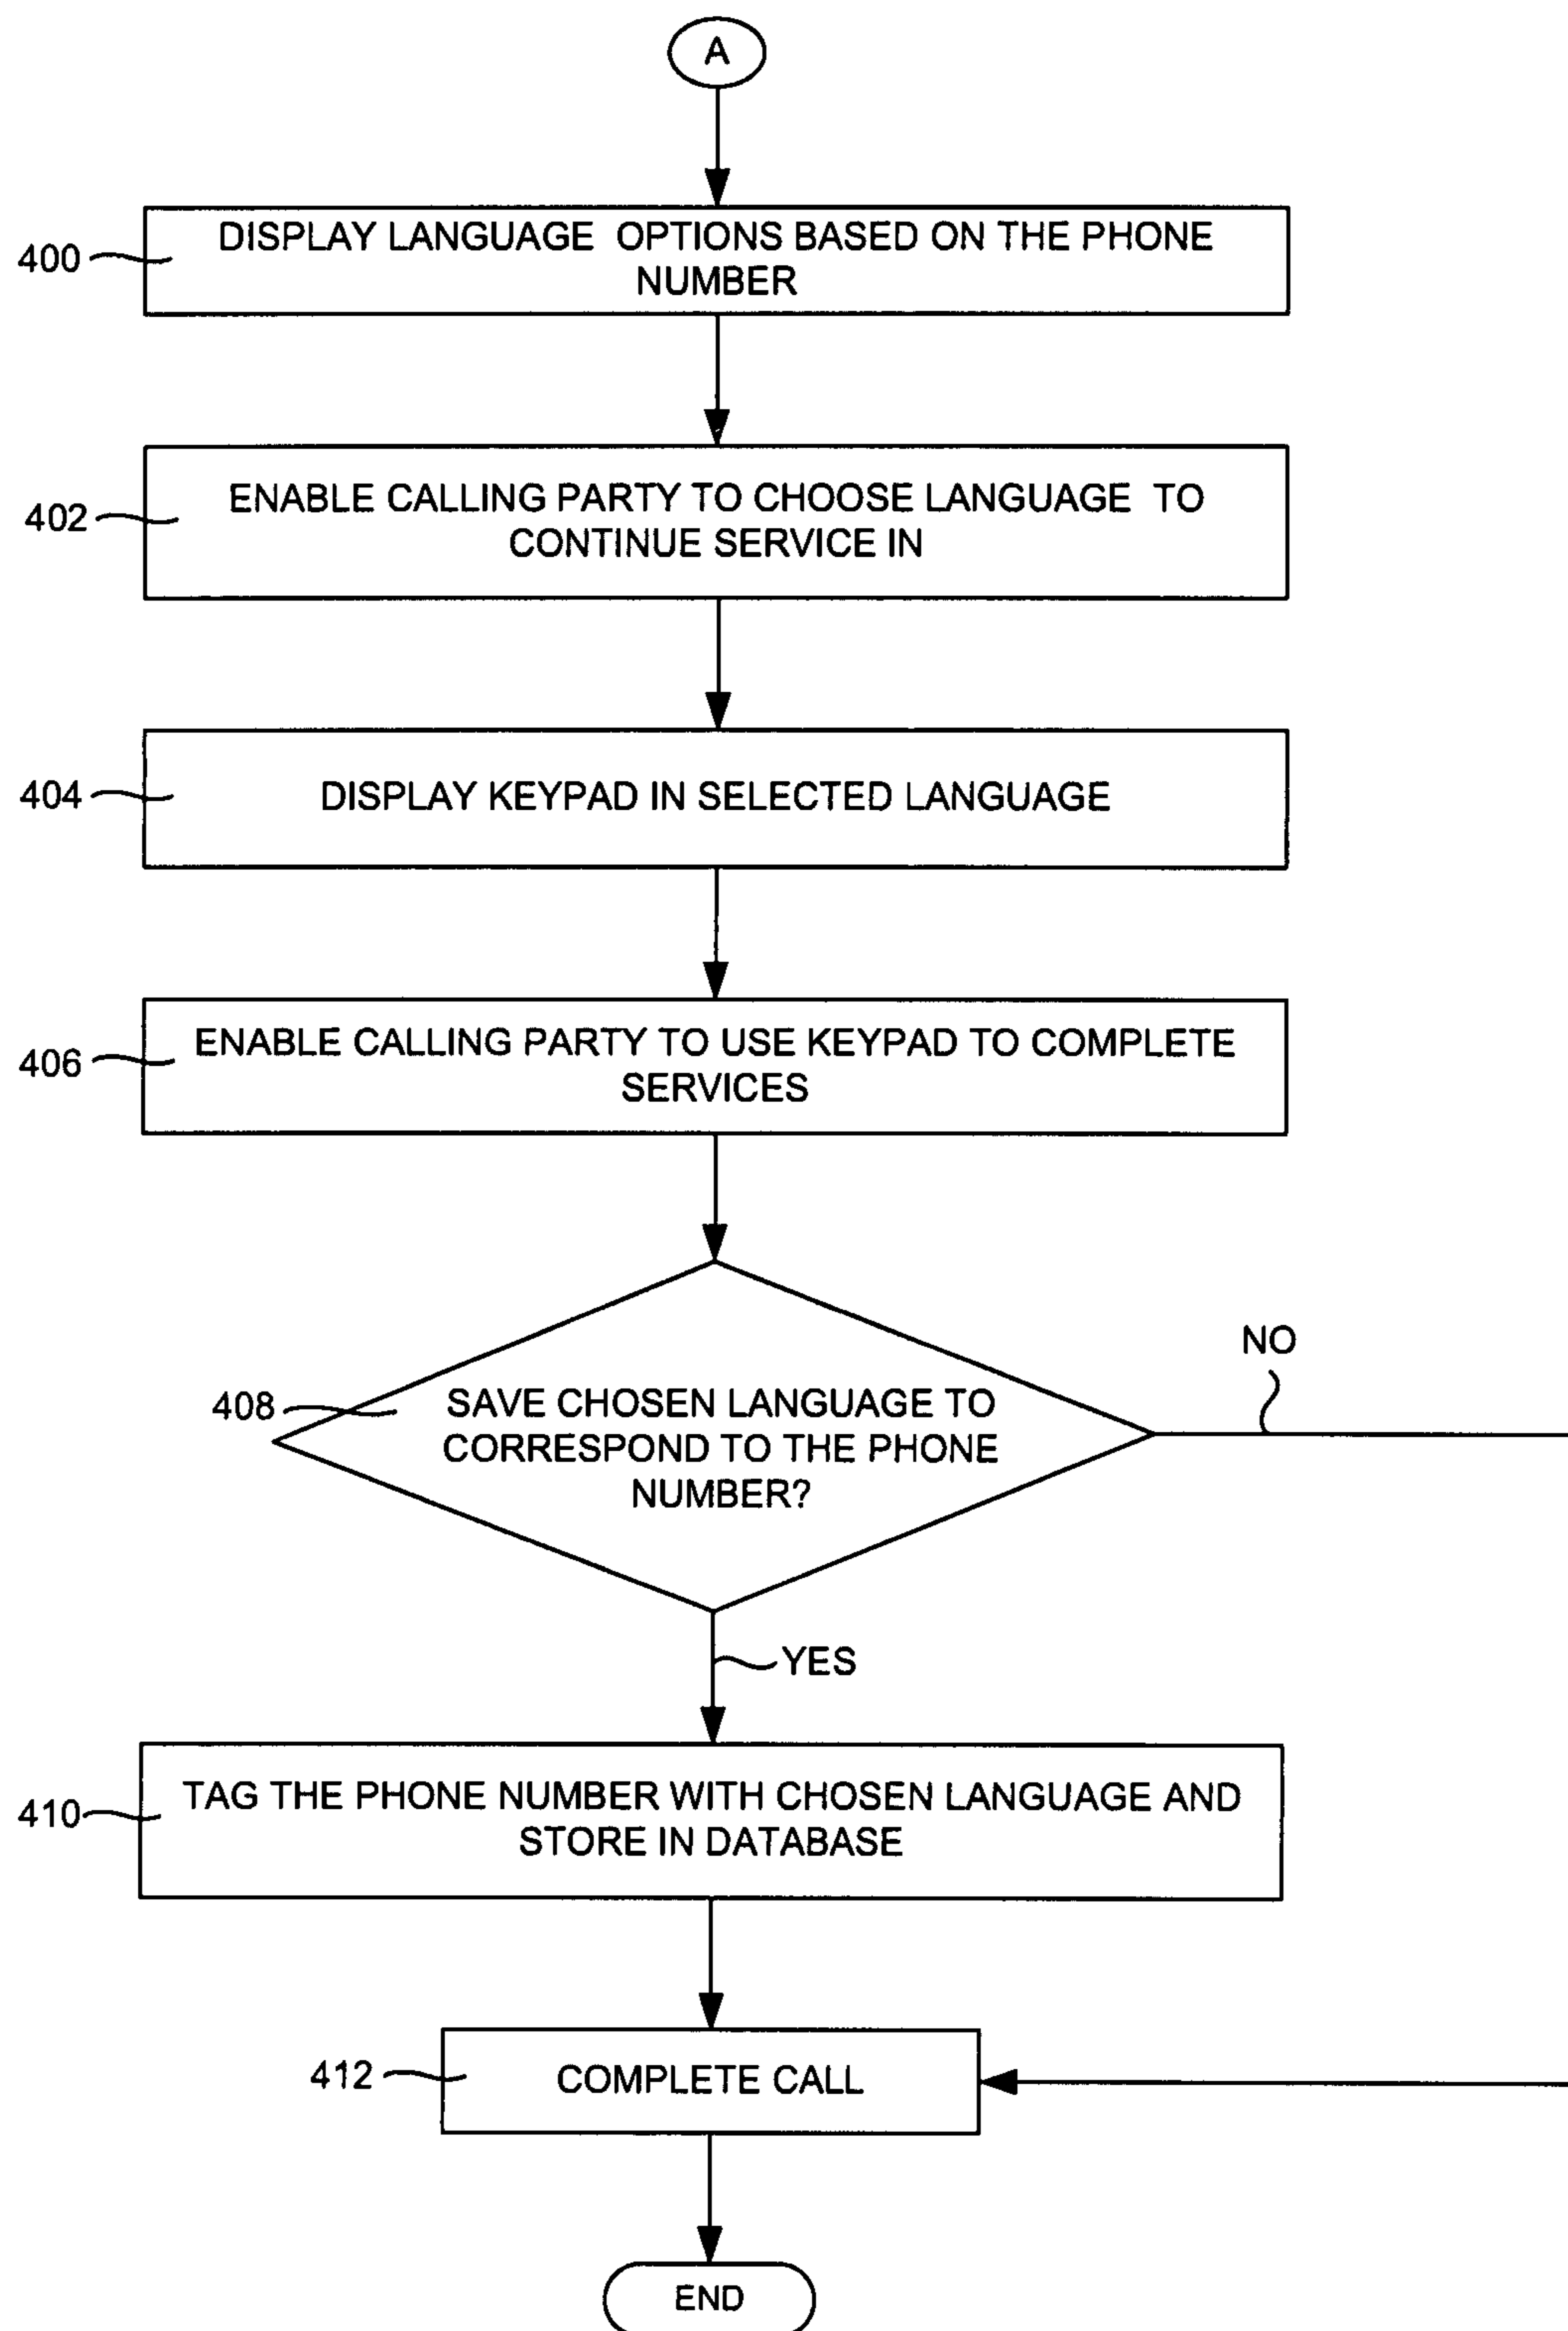 A
400
DISPLAY LANGUAGE OPTIONS BASED ON THE PHONE
NUMBER
402
ENABLE CALLING PARTY TO CHOOSE LANGUAGE TO
CONTINUE SERVICE IN
404
DISPLAY KEYPAD IN SELECTED LANGUAGE
406
ENABLE CALLING PARTY TO USE KEYPAD TO COMPLETE
SERVICES
408
SAVE CHOSEN LANGUAGE TO
CORRESPOND TO THE PHONE
NUMBER?
NO
YES
410
TAG THE PHONE NUMBER WITH CHOSEN LANGUAGE AND
STORE IN DATABASE
412
COMPLETE CALL
END